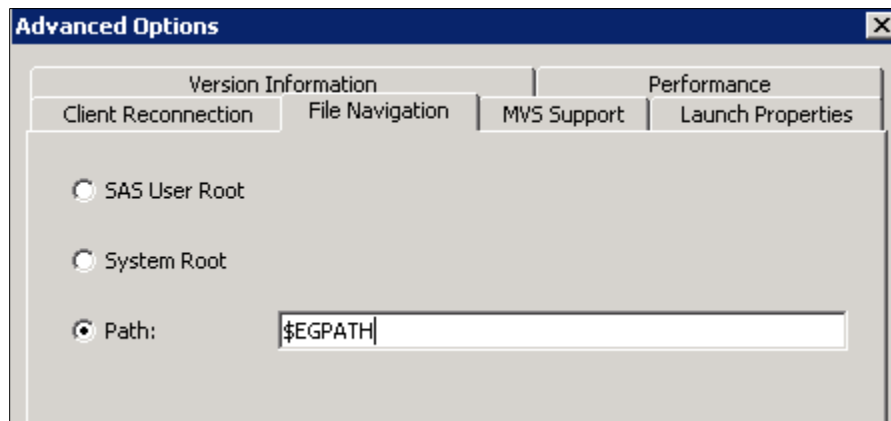 Advanced Options
Version Information Performance
Client Reconnection File Navigation MVS Support Launch Properties
SAS User Root
System Root
Path: $EGPATH